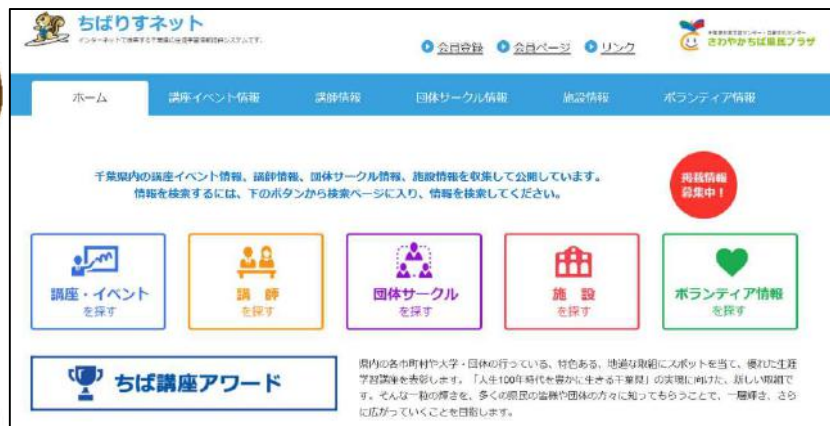 ちばりすネット
インターネットで検索する千葉県の生涯学習情報提供システムです。
会員登録 会員ページ リンク
さわやかちば県民プラザ
ホーム 講座イベント情報 講師情報 団体サークル情報 施設情報 ボランティア情報
千葉県内の講座イベント情報、講師情報、団体サークル情報、施設情報を収集して公開しています。
情報を検索するには、下のボタンから検索ページに入り、情報を検索してください。
掲載情報
募集中！
講座・イベント
を探す
講師
を探す
団体サークル
を探す
施設
を探す
ボランティア情報
を探す
ちば講座アワード
県内の各市町村や大学・団体の行っている、特色ある、地道な取組にスポットを当て、優れた生涯
学習講座を表彰します。「人生100年時代を豊かに生きる千葉県」の実現に向けた、新しい取組で
す。そんな一粒の輝きを、多くの県民の皆様や団体の方々に知ってもらうことで、一層輝き、さら
に広がっていくことを目指します。